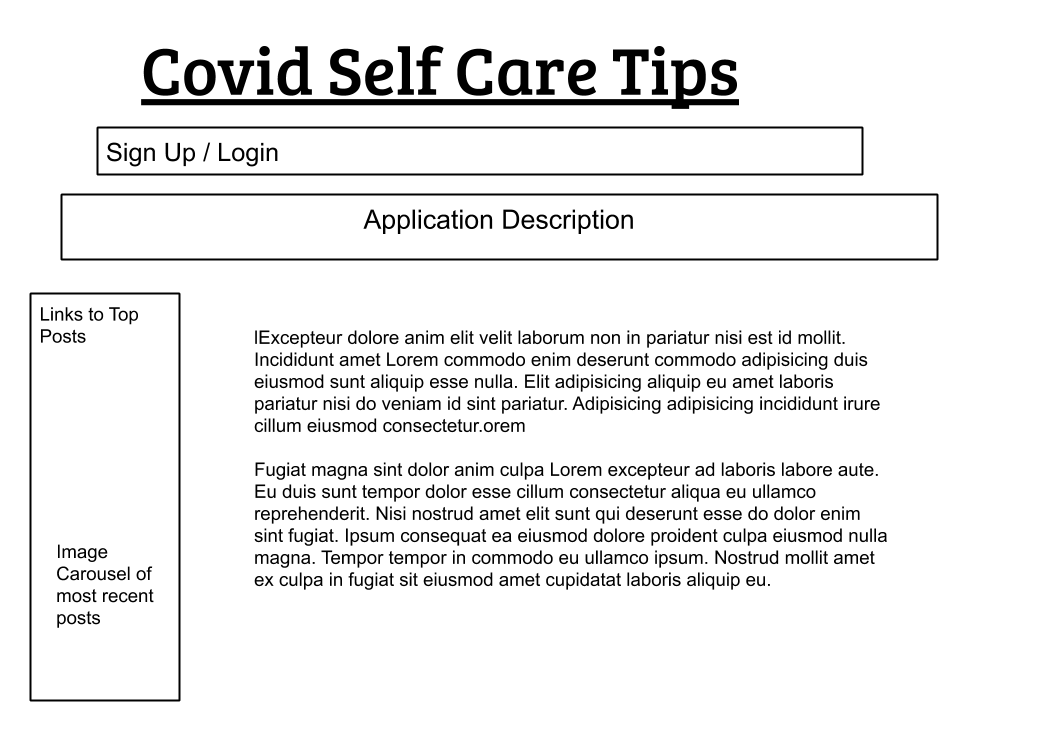 Covid Self Care Tips
Sign Up / Login
Application Description
Links to Top
Posts
Image
Carousel of
most recent
posts
lExcepteur dolore anim elit velit laborum non in pariatur nisi est id mollit.
Incididunt amet Lorem commodo enim deserunt commodo adipisicing duis
eiusmod sunt aliquip esse nulla. Elit adipisicing aliquip eu amet laboris
pariatur nisi do veniam id sint pariatur. Adipisicing adipisicing incididunt irure
cillum eiusmod consectetur.orem
Fugiat magna sint dolor anim culpa Lorem excepteur ad laboris labore aute.
Eu duis sunt tempor dolor esse cillum consectetur aliqua eu ullamco
reprehenderit. Nisi nostrud amet elit sunt qui deserunt esse do dolor enim
sint fugiat. Ipsum consequat ea eiusmod dolore proident culpa eiusmod nulla
magna. Tempor tempor in commodo eu ullamco ipsum. Nostrud mollit amet
ex culpa in fugiat sit eiusmod amet cupidatat laboris aliquip eu.